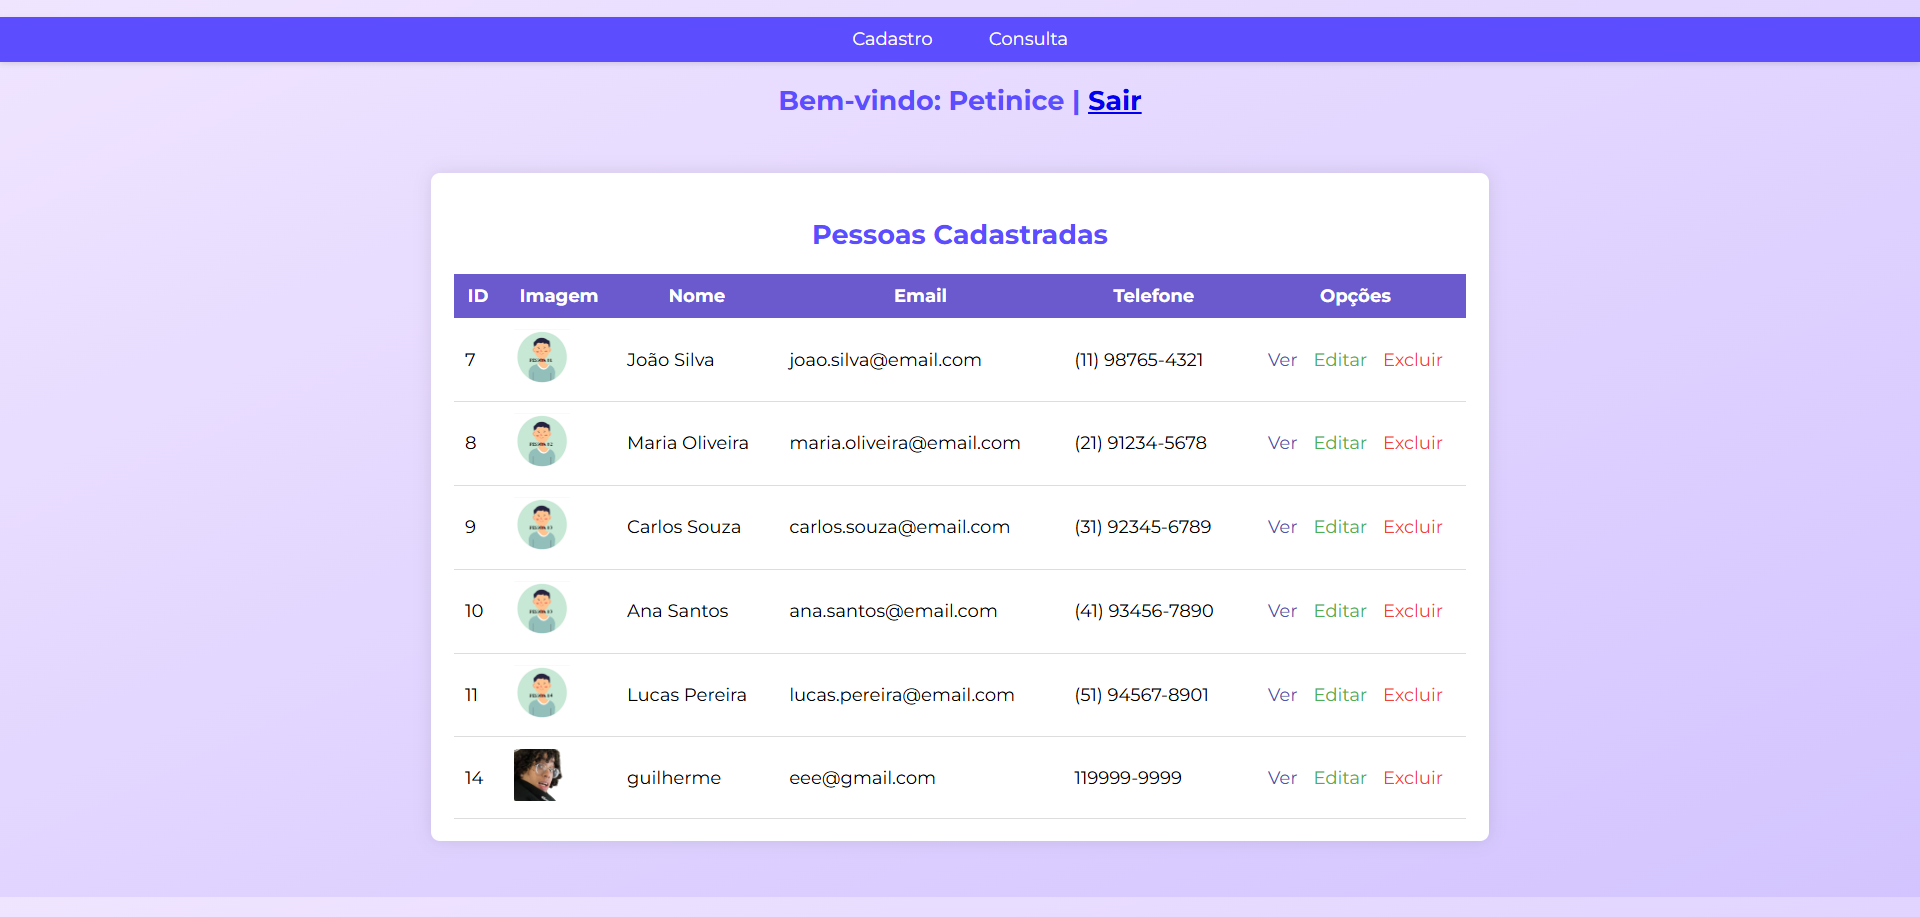 Cadastro Consulta
Bem-vindo: Petinice | Sair
Pessoas Cadastradas
ID Imagem Nome Email Telefone Opções
7 João Silva joao.silva@email.com (11) 98765-4321 Ver Editar Excluir
8 Maria Oliveira maria.oliveira@email.com (21) 91234-5678 Ver Editar Excluir
9 Carlos Souza carlos.souza@email.com (31) 92345-6789 Ver Editar Excluir
10 Ana Santos ana.santos@email.com (41) 93456-7890 Ver Editar Excluir
11 Lucas Pereira lucas.pereira@email.com (51) 94567-8901 Ver Editar Excluir
14 guilherme eee@gmail.com 119999-9999 Ver Editar Excluir